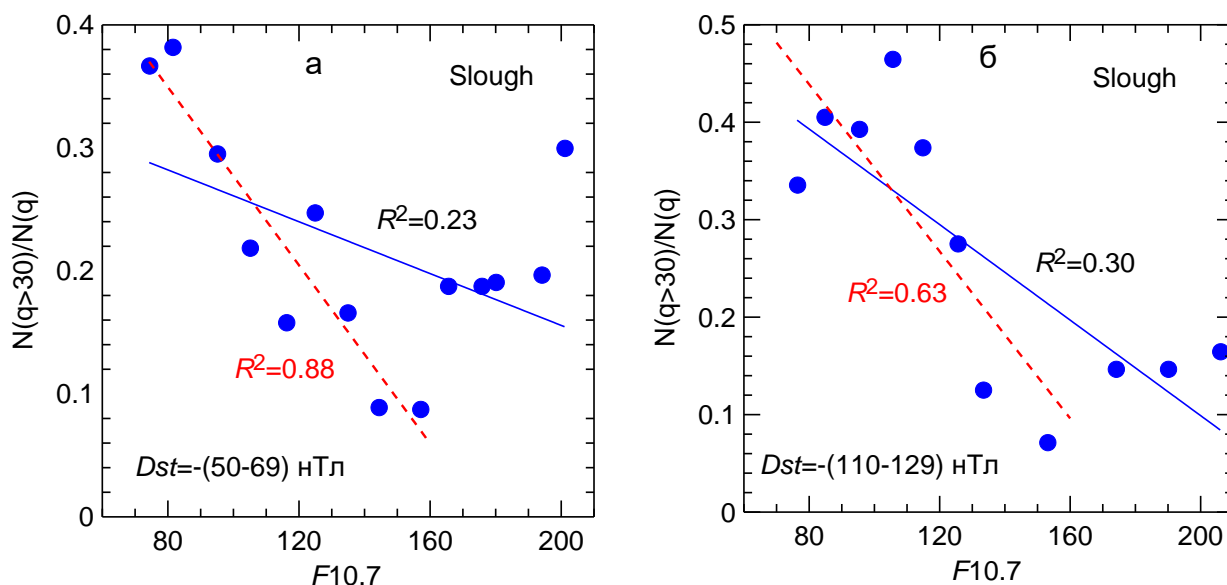 0.4
0.3
0.2
0.1
0
N(q>30)/N(q)
а
Slough
R²=0.23
R²=0.88
Dst=-(50-69) нТл
80 120 160 200
F10.7
0.5
0.4
0.3
0.2
0.1
0
N(q>30)/N(q)
б
Slough
R²=0.30
R²=0.63
Dst=-(110-129) нТл
80 120 160 200
F10.7